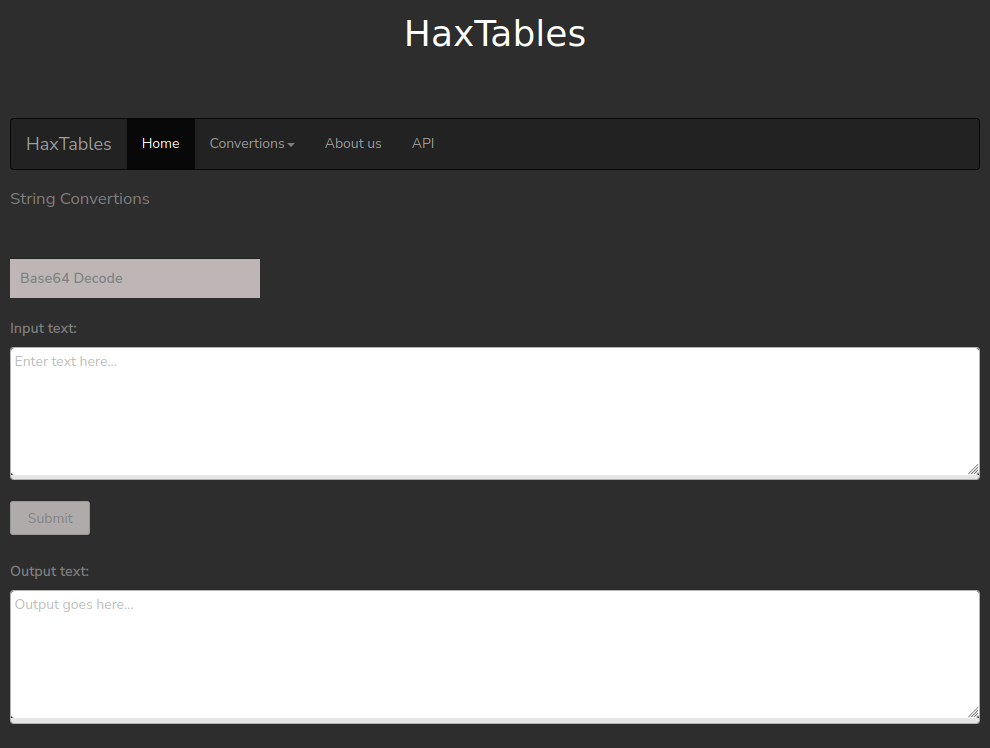 HaxTables
HaxTables Home Convertions About us API
String Convertions
Base64 Decode
Input text:
Enter text here...
Submit
Output text:
Output goes here...